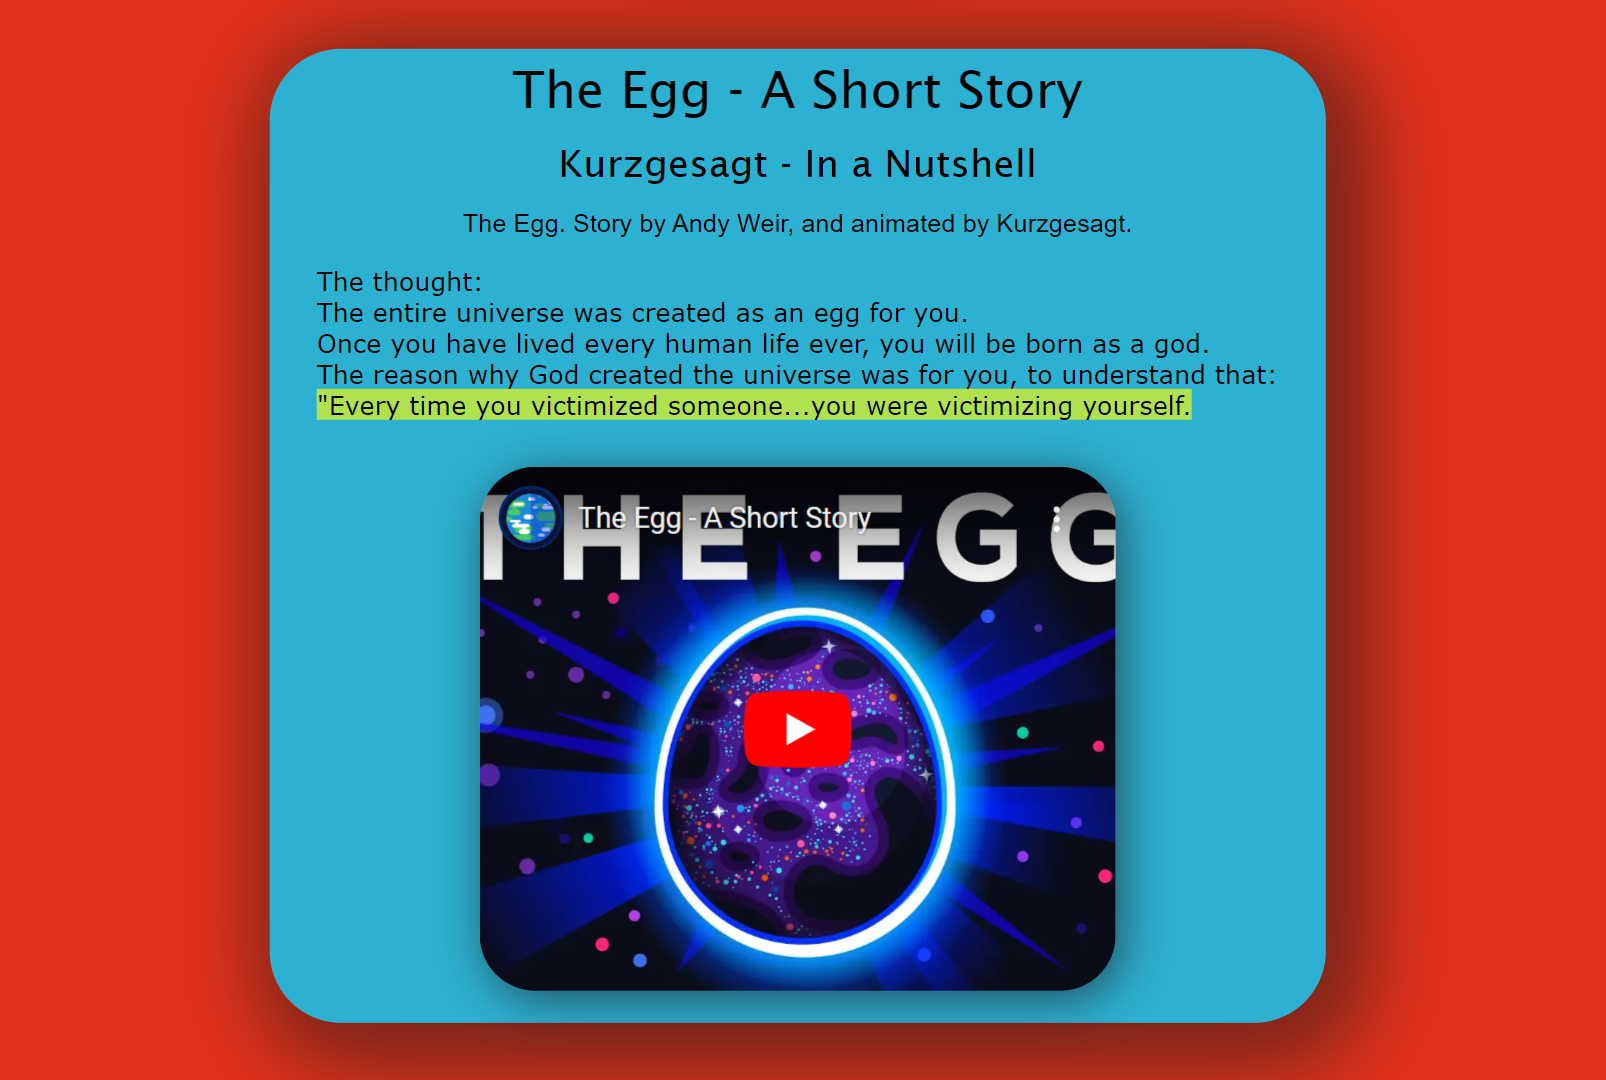 The Egg - A Short Story
Kurzgesagt - In a Nutshell
The Egg. Story by Andy Weir, and animated by Kurzgesagt.
The thought:
The entire universe was created as an egg for you.
Once you have lived every human life ever, you will be born as a god.
The reason why God created the universe was for you, to understand that:
"Every time you victimized someone...you were victimizing yourself.
THE EGG
The Egg - A Short Story